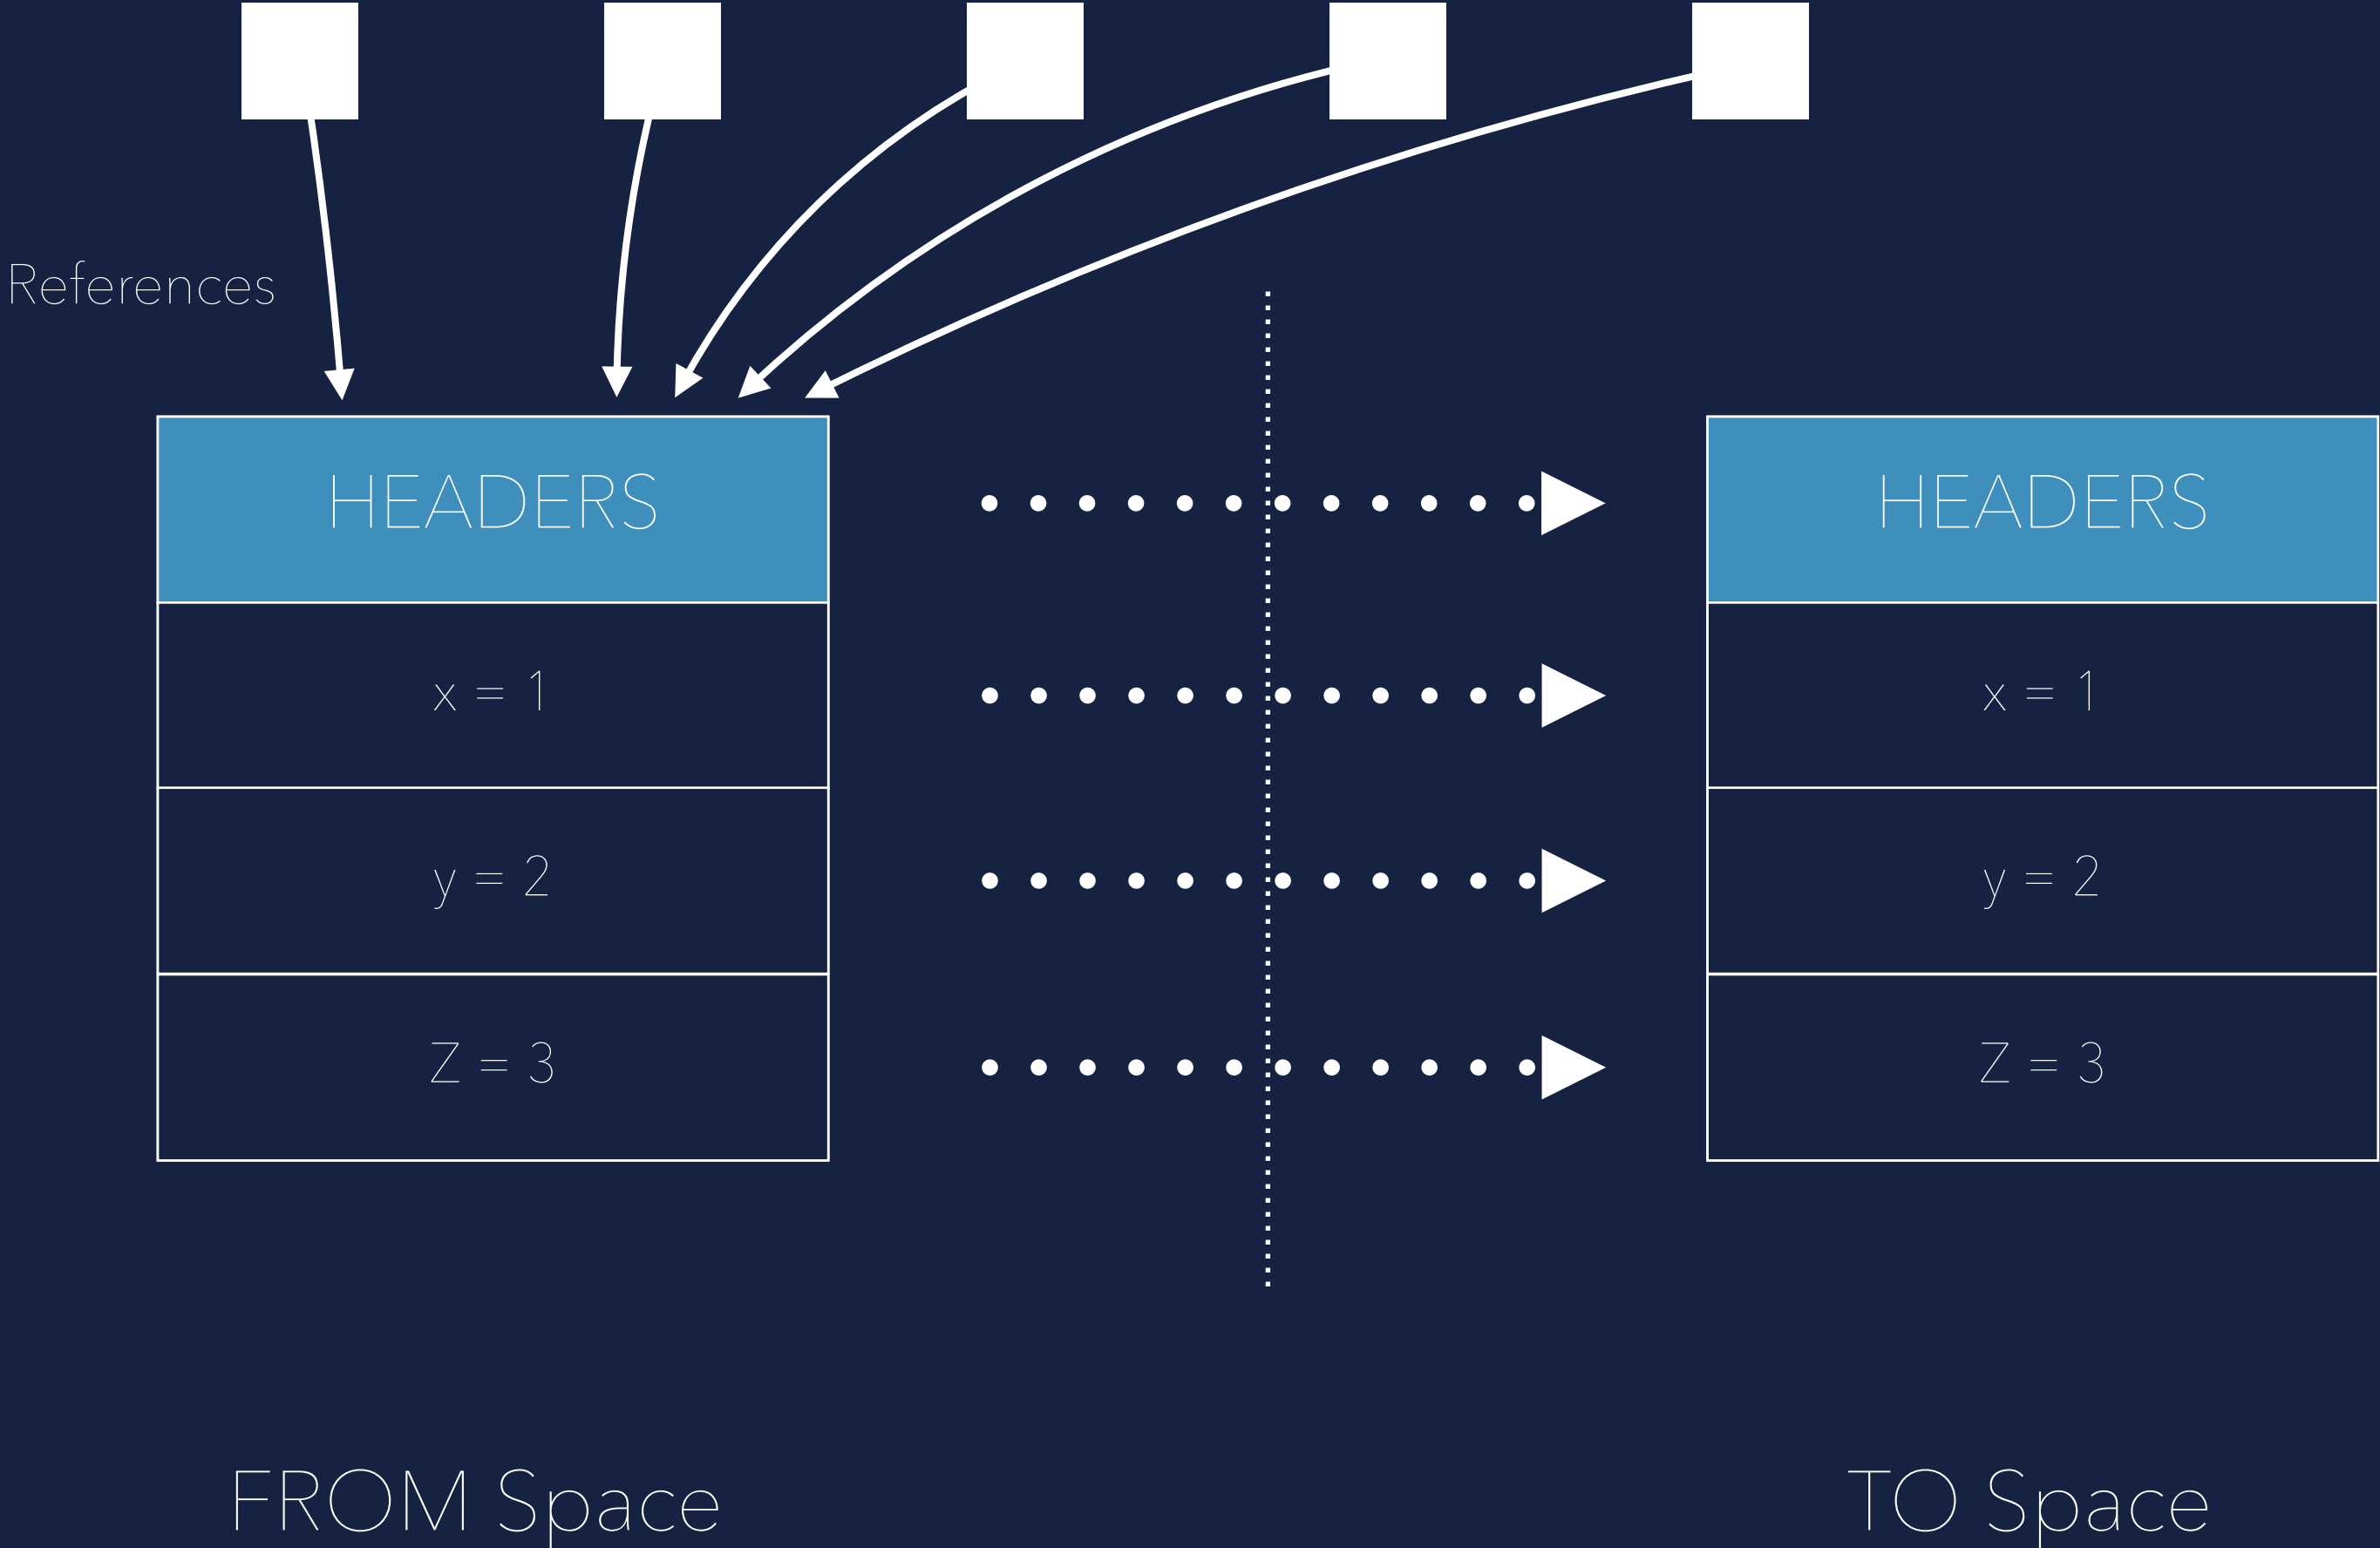 References
HEADERS
HEADERS
x = 1
x = 1
y = 2
y = 2
Z = 3
Z = 3
FROM Space
TO Space